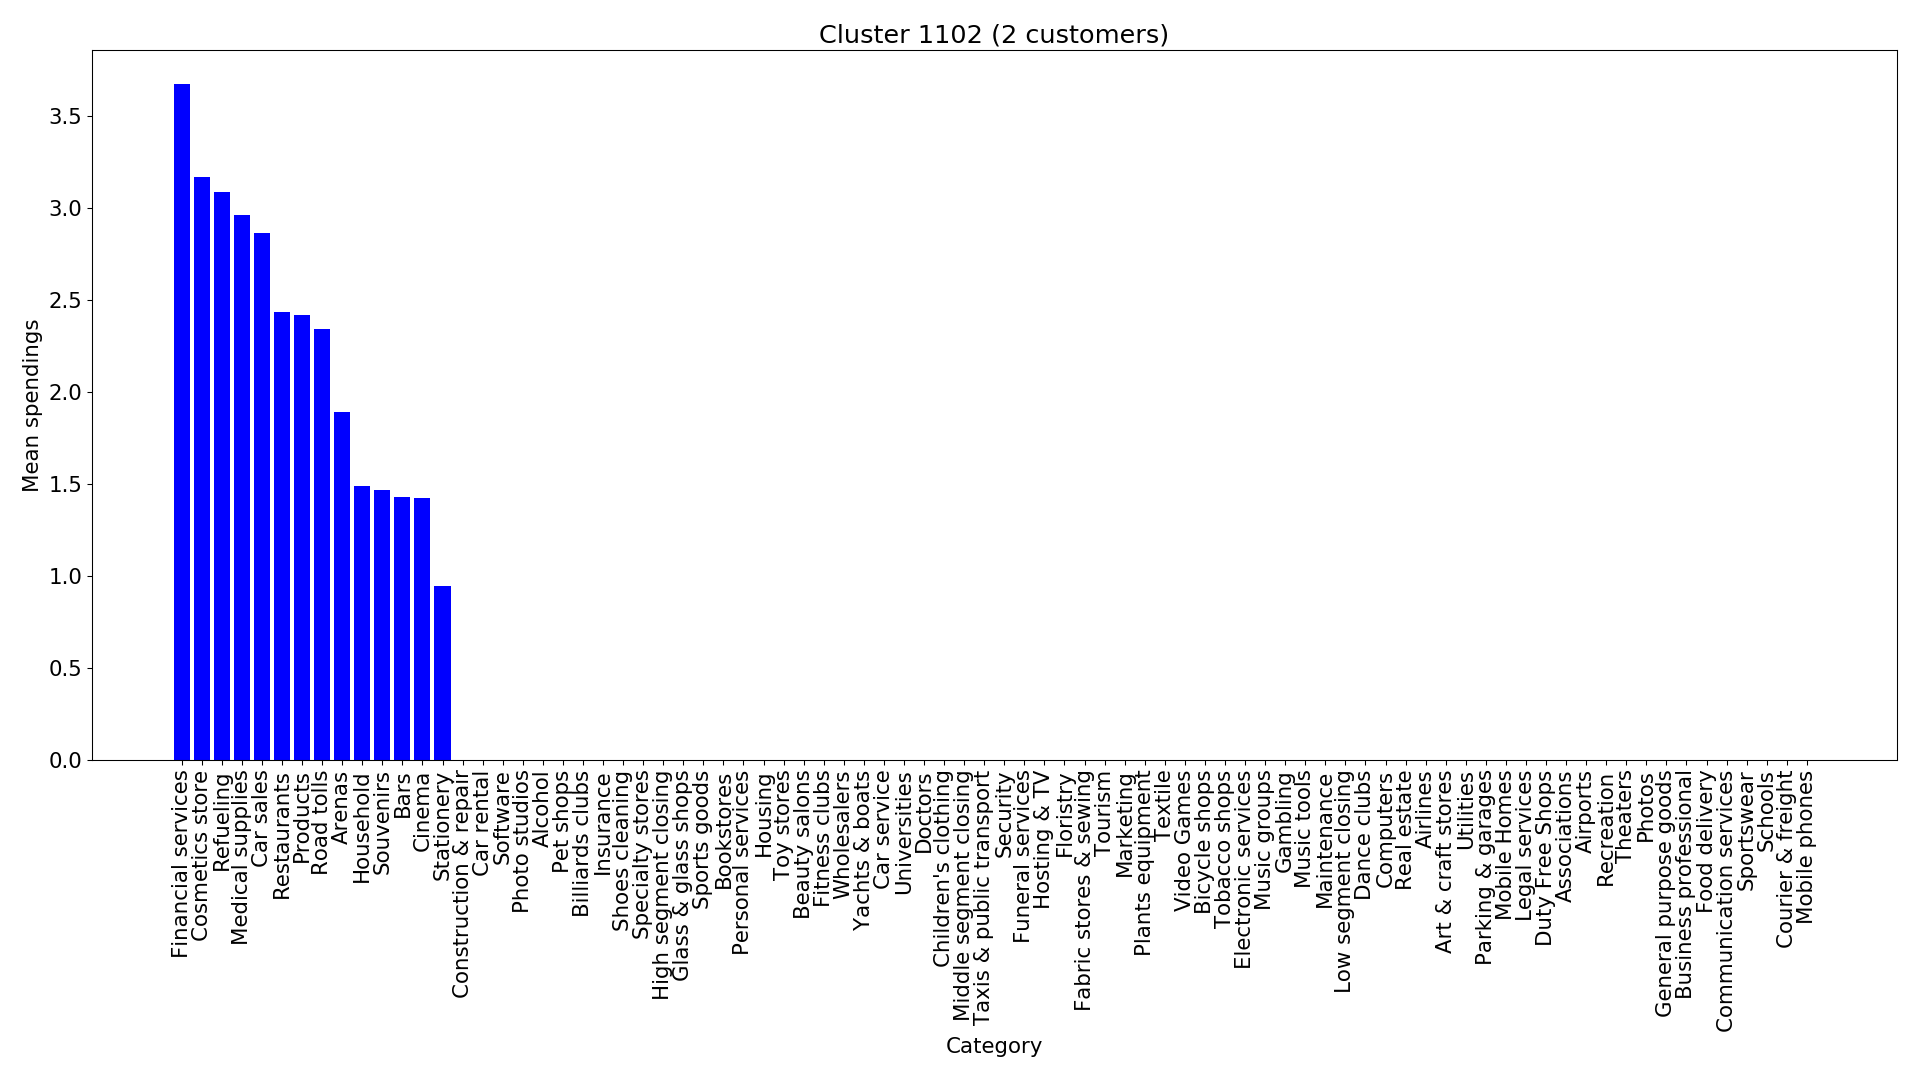 Cluster 1102 (2 customers)
Mean spendings
3.5
3.0
2.5
2.0
1.5
1.0
0.5
0.0
Financial services
Cosmetics store
Refueling
Medical supplies
Car sales
Restaurants
Products
Road tolls
Arenas
Household
Souvenirs
Bars
Cinema
Stationery
Construction & repair
Car rental
Software
Photo studios
Alcohol
Pet shops
Billiards clubs
Insurance
Shoes cleaning
Specialty stores
High segment closing
Glass & glass shops
Sports goods
Bookstores
Personal services
Housing
Toy stores
Beauty salons
Fitness clubs
Wholesalers
Yachts & boats
Car service
Universities
Doctors
Children's clothing
Middle segment closing
Taxis & public transport
Security
Funeral services
Hosting & TV
Floristry
Fabric stores & sewing
Tourism
Marketing
Plants equipment
Textile
Video Games
Bicycle shops
Tobacco shops
Electronic services
Music groups
Gambling
Music tools
Maintenance
Low segment closing
Dance clubs
Computers
Real estate
Airlines
Art & craft stores
Utilities
Parking & garages
Mobile Homes
Legal services
Duty Free Shops
Associations
Airports
Recreation
Theaters
Photos
General purpose goods
Business professional
Food delivery
Communication services
Sportswear
Schools
Courier & freight
Mobile phones
Category